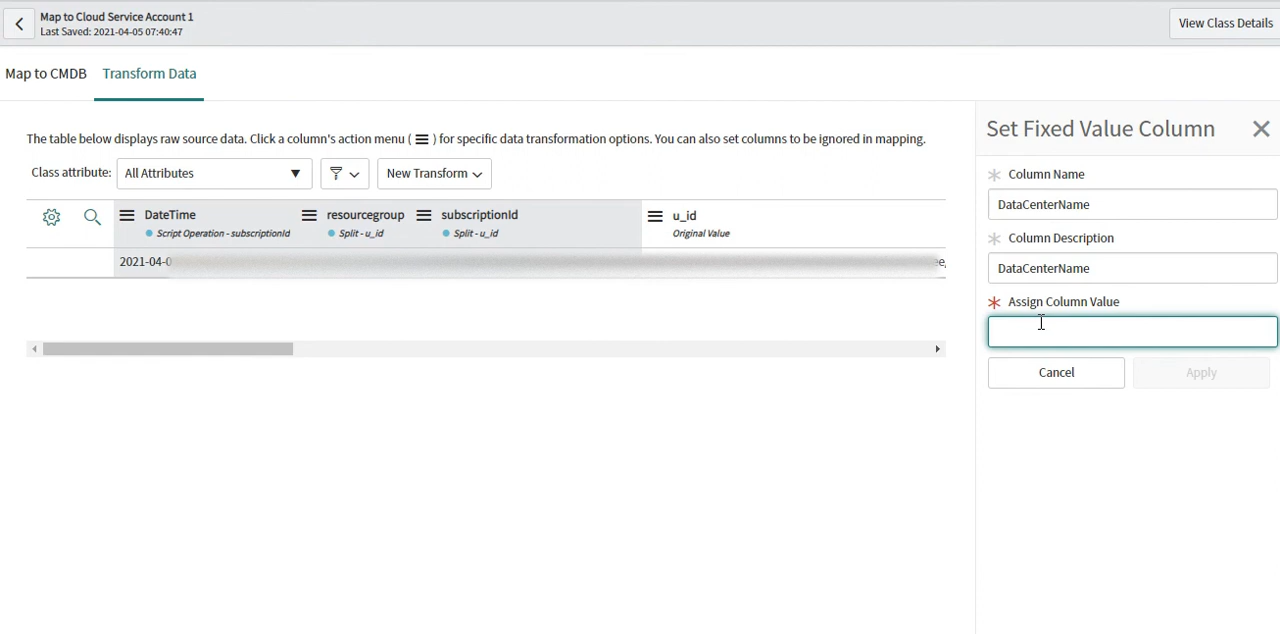 Map to Cloud Service Account 1
Last Saved: 2021-04-05 07:40:47
View Class Details
Map to CMDB Transform Data
The table below displays raw source data. Click a column's action menu ( ) for specific data transformation options. You can also set columns to be ignored in mapping.
Class attribute: All Attributes New Transform
DateTime resourcegroup subscriptionId u_id
Script Operation - subscriptionId Split - u_id Split - u_id Original Value
Set Fixed Value Column
Column Name
DataCenterName
Column Description
DataCenterName
Assign Column Value
Cancel Apply